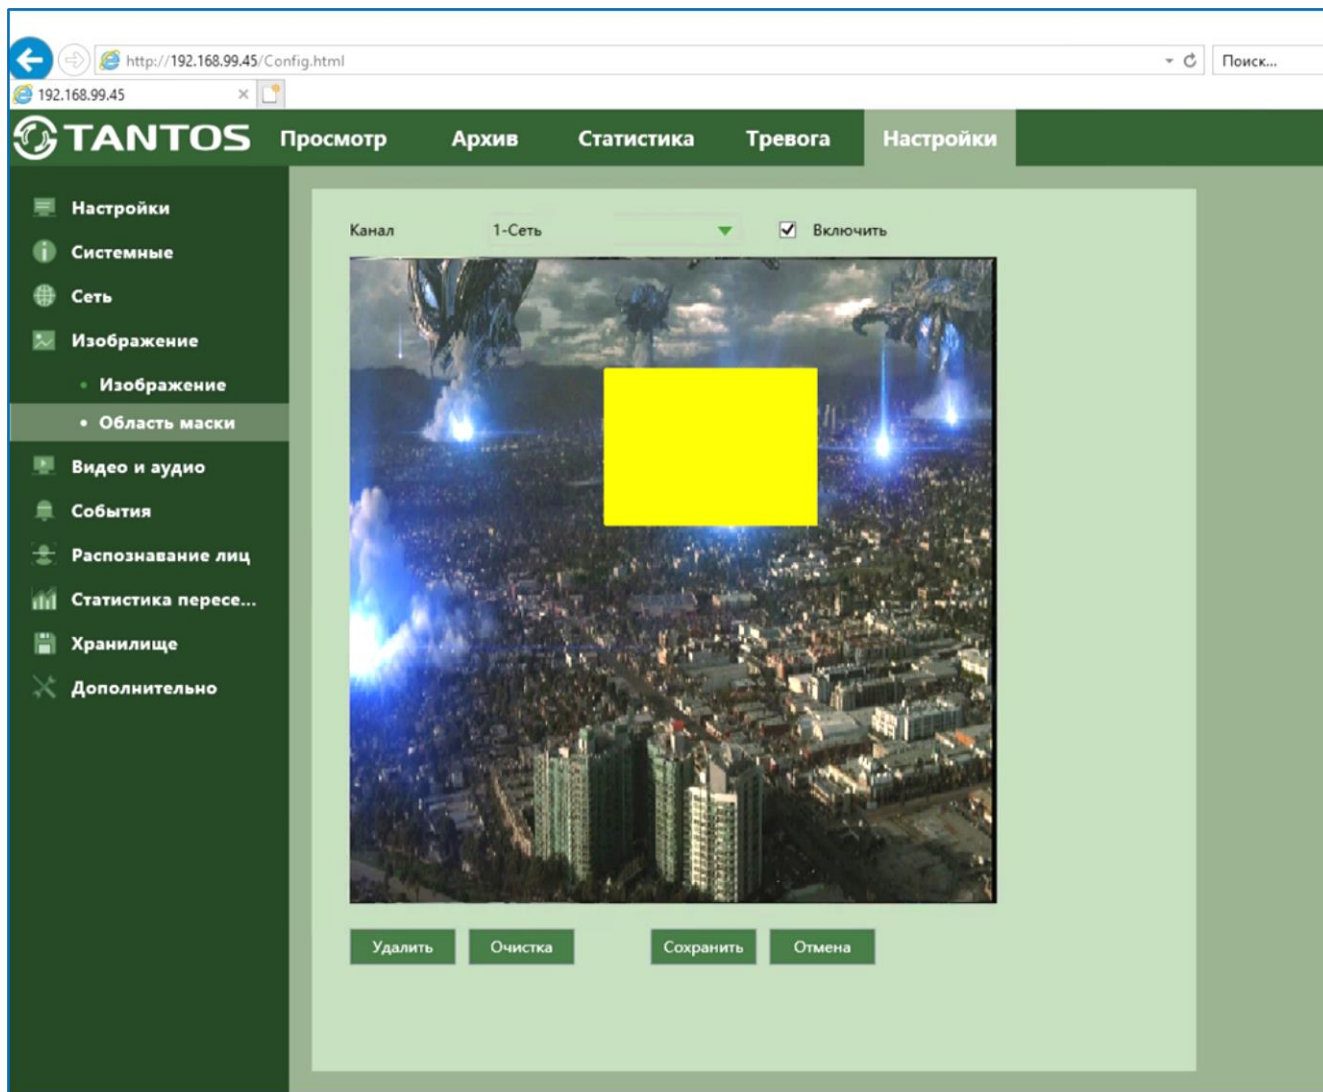 http://192.168.99.45/Config.html
Поиск...
192.168.99.45
TANTOS
Просмотр
Архив
Статистика
Тревога
Настройки
Настройки
Системные
Сеть
Изображение
Изображение
Область маски
Видео и аудио
События
Распознавание лиц
Статистика пересе...
Хранилище
Дополнительно
Канал
1-Сеть
Включить
Удалить
Очистка
Сохранить
Отмена